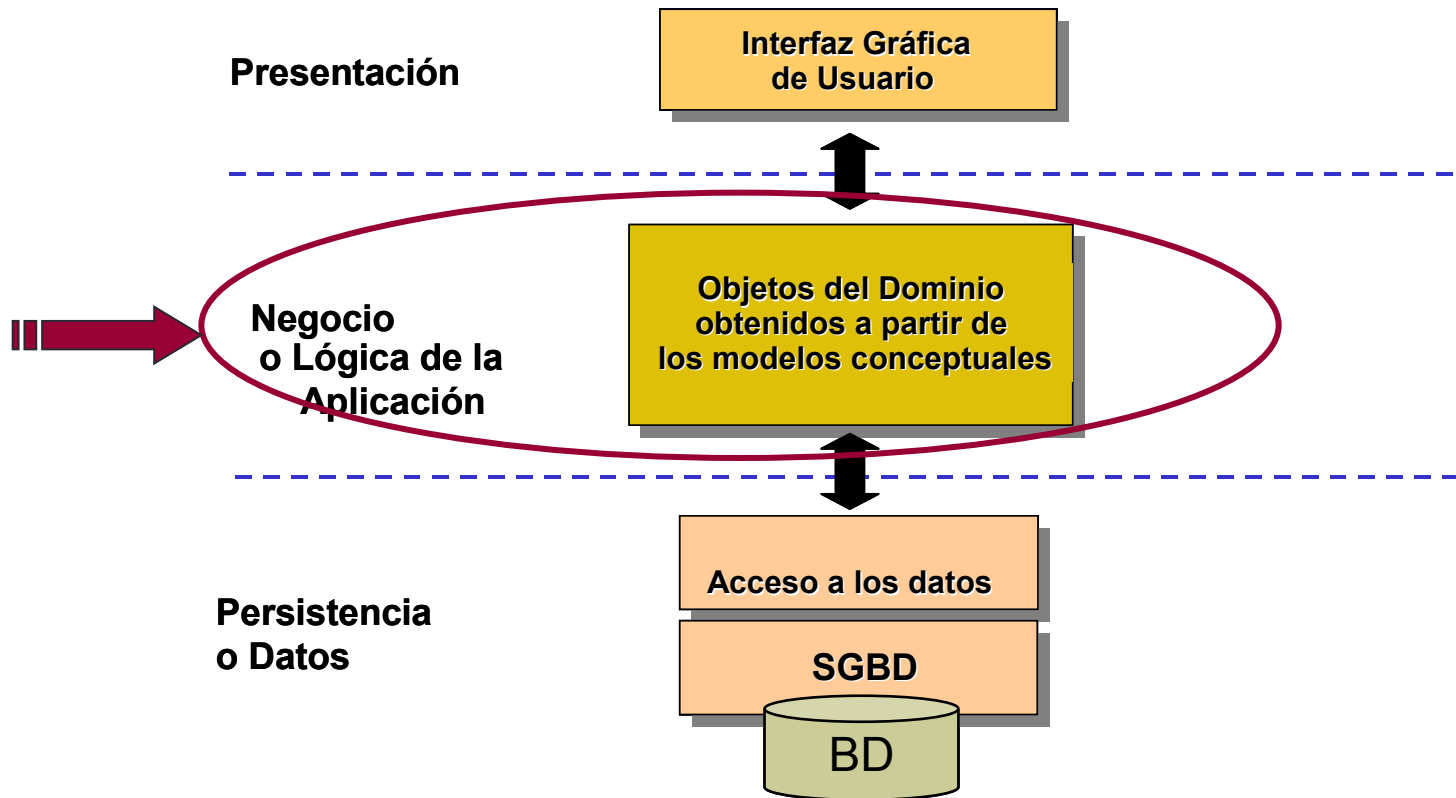 Interfaz Gráfica
de Usuario
Presentación
Objetos del Dominio
obtenidos a partir de
los modelos conceptuales
Negocio
o Lógica de la
Aplicación
Acceso a los datos
Persistencia
o Datos
SGBD
BD